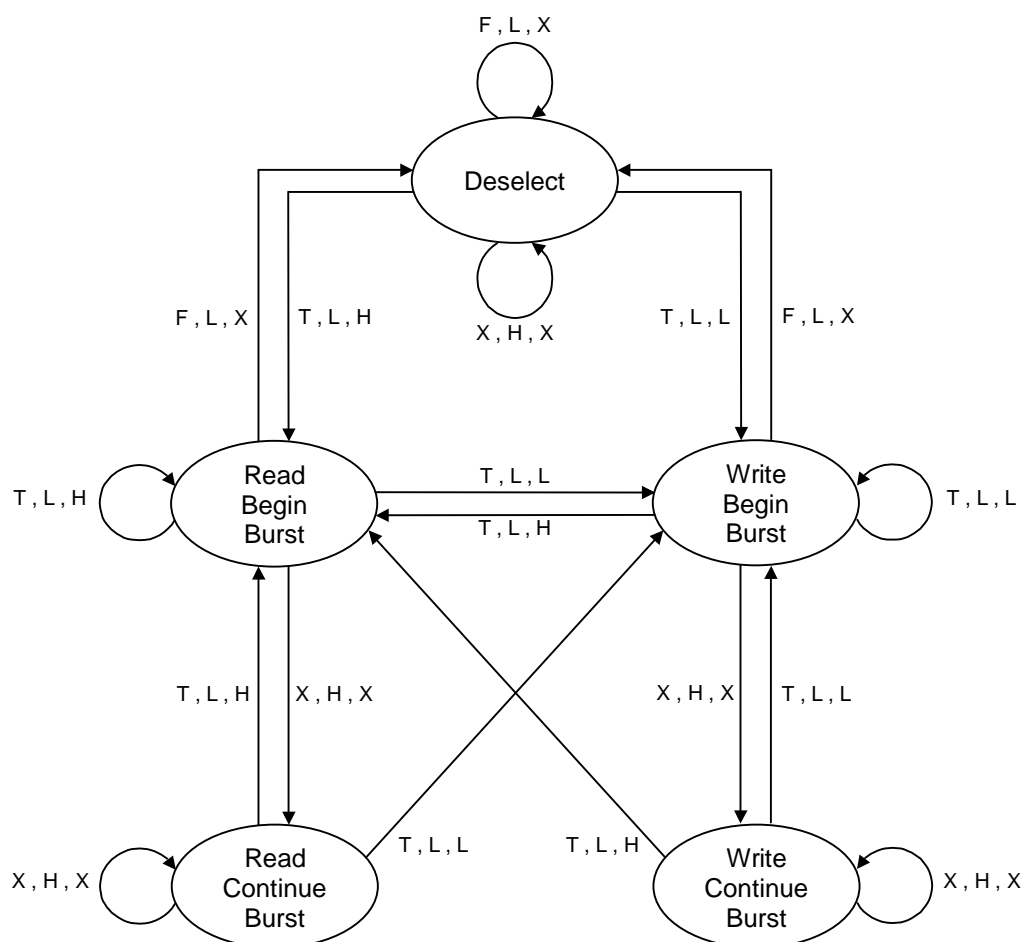 F , L , X
Deselect
X , H , X
F , L , X
T , L , H
T , L , L
F , L , X
T , L , H
Read
Begin
Burst
T , L , L
T , L , H
Write
Begin
Burst
T , L , L
T , L , H
X , H , X
X , H , X
T , L , L
X , H , X
Read
Continue
Burst
T , L , L
T , L , H
Write
Continue
Burst
X , H , X